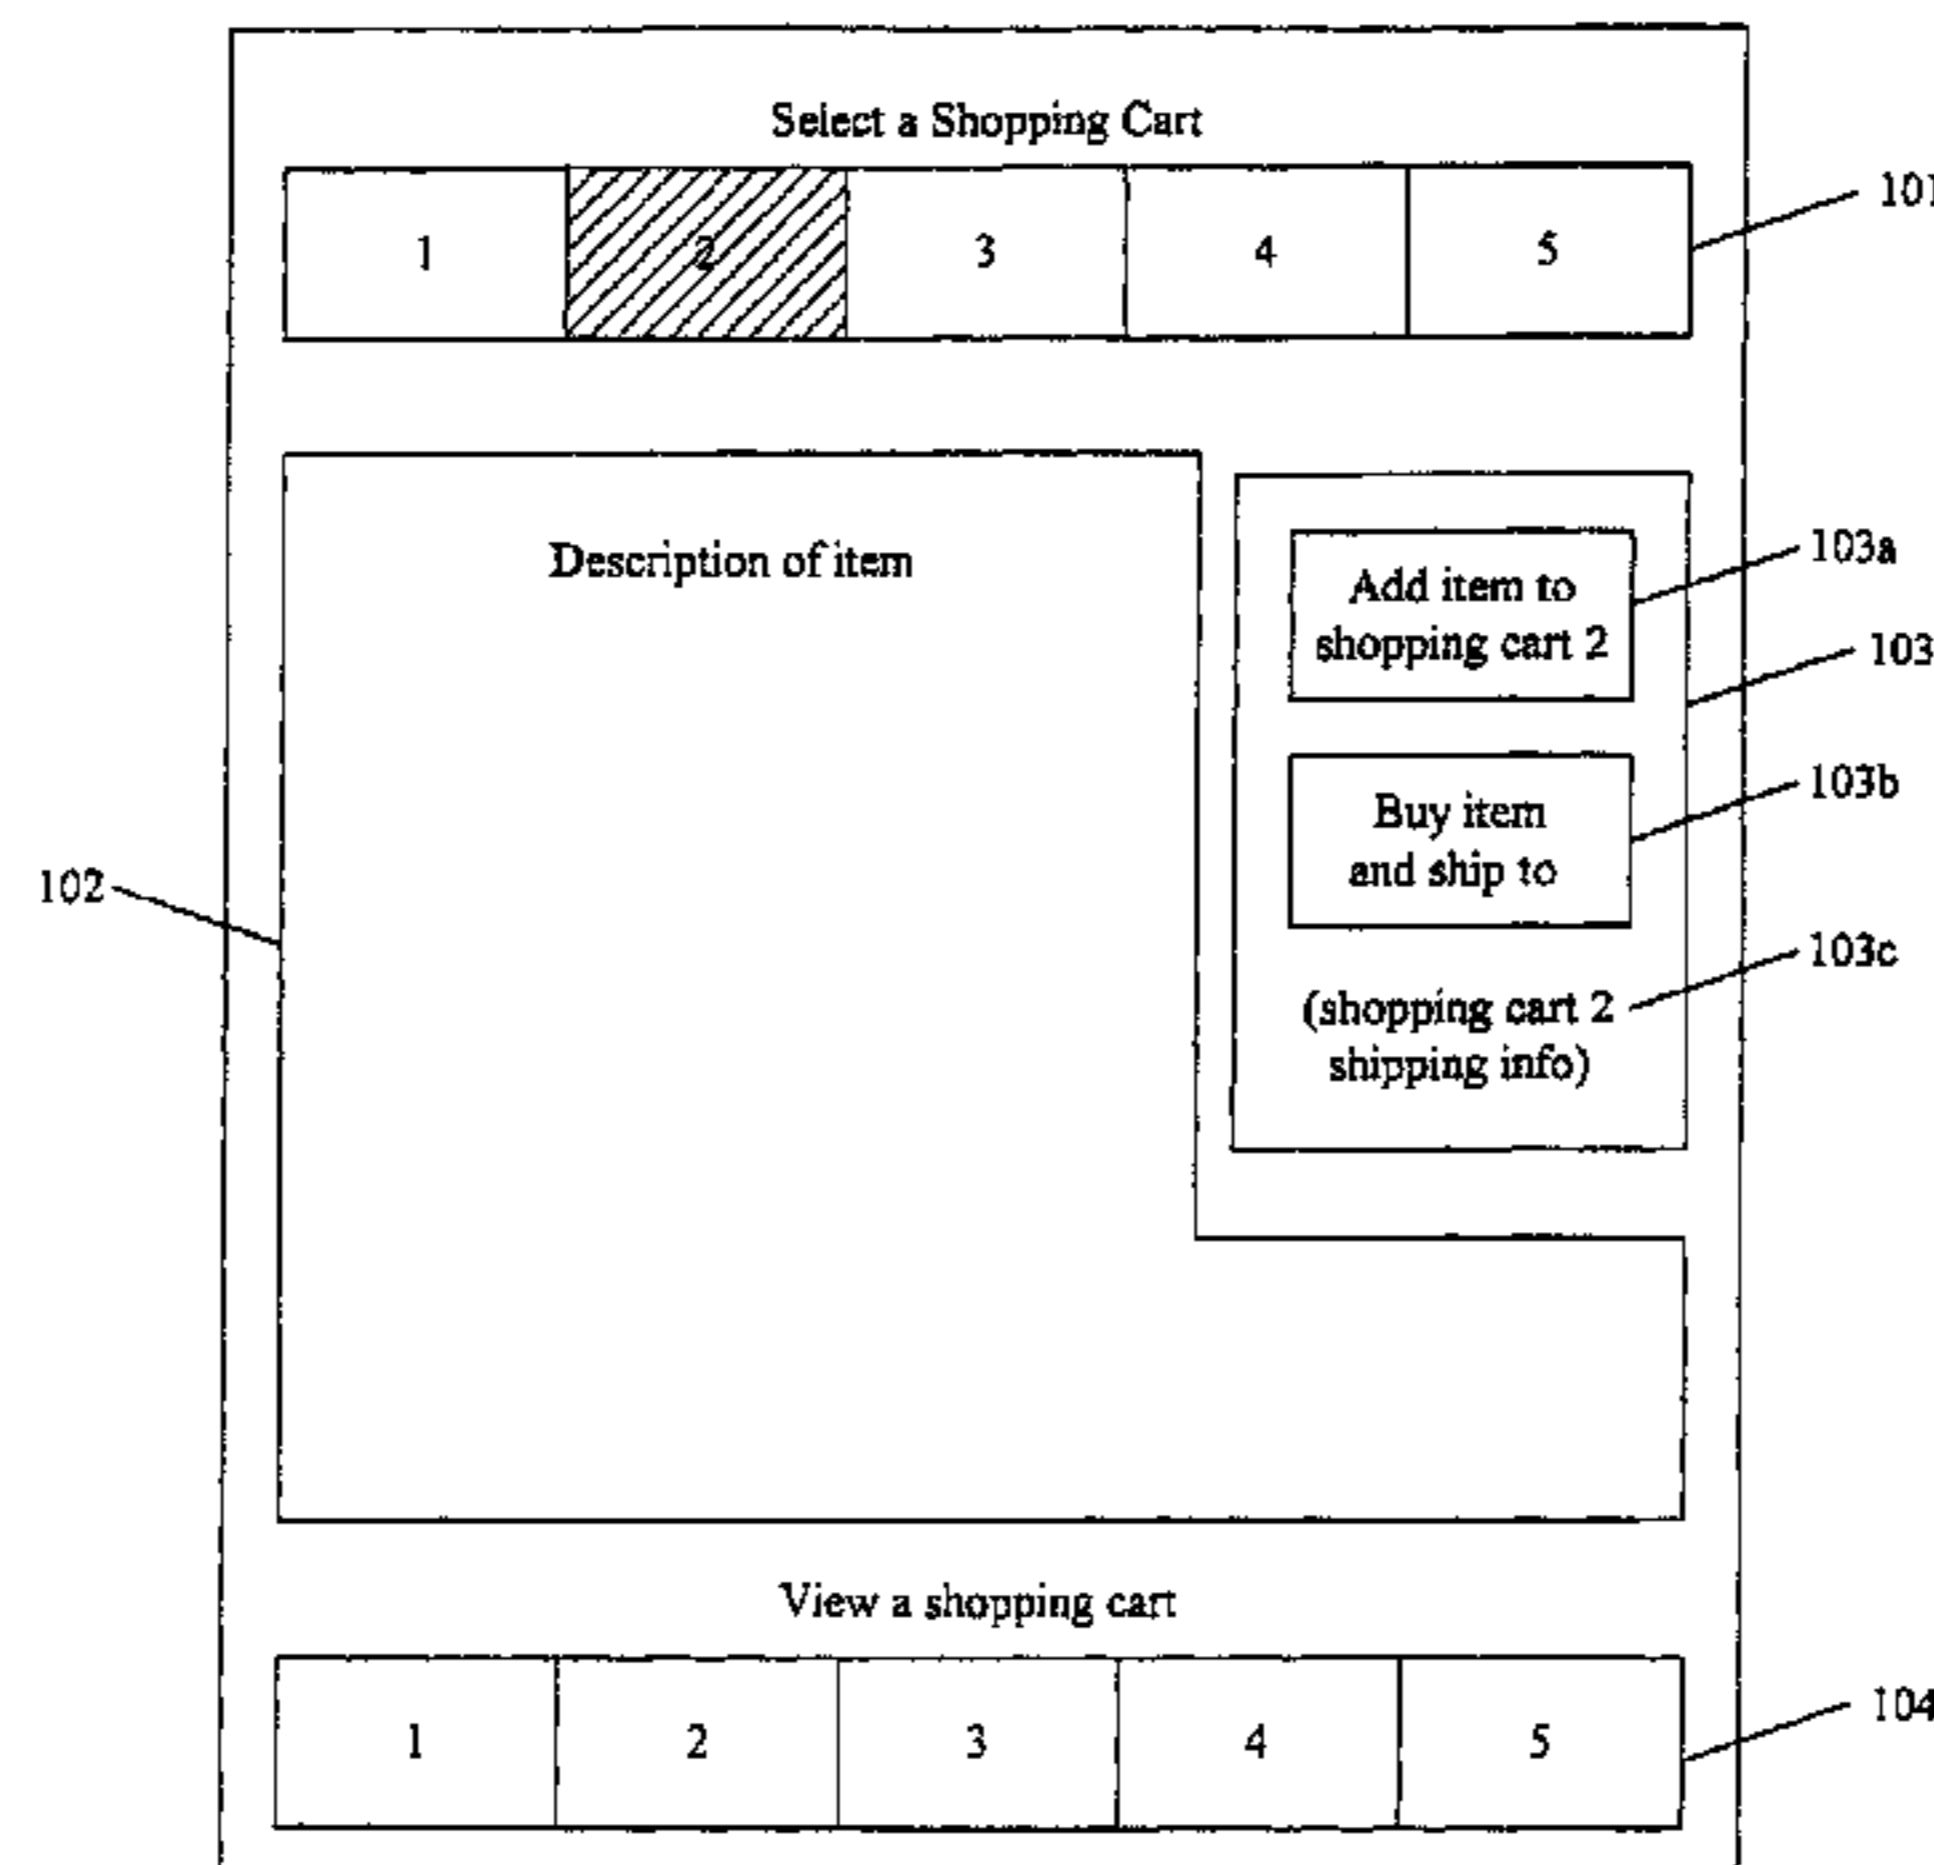 Select a Shopping Cart
1 2 3 4 5
101
Description of item
Add item to
shopping cart 2
103a
103
Buy item
and ship to
103b
102
103c
(shopping cart 2
shipping info)
View a shopping cart
1 2 3 4 5
104